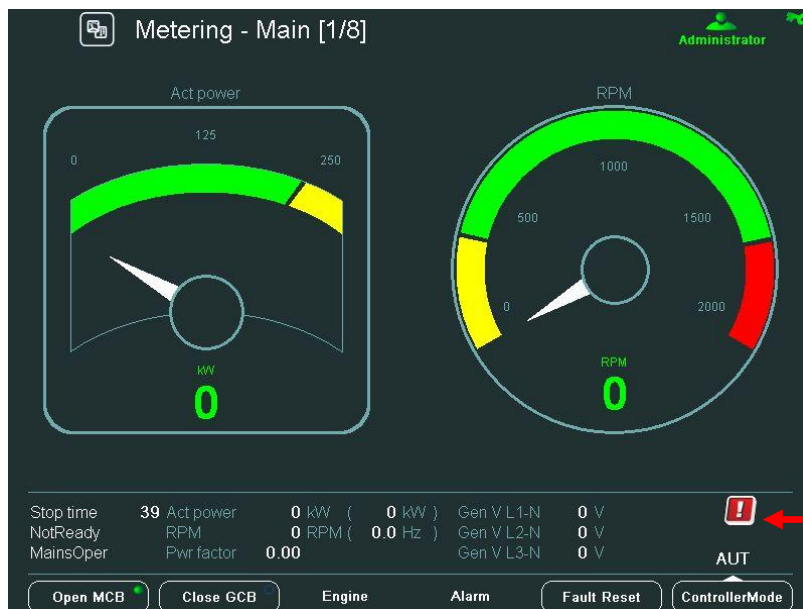 Metering - Main [1/8]
Administrator
Act power
RPM
0
125
250
0
500
1000
1500
2000
kW
0
RPM
0
Stop time 39 Act power 0 kW ( 0 kW ) Gen V L1-N 0 V
NotReady RPM 0 RPM ( 0.0 Hz ) Gen V L2-N 0 V
MainsOper Pwr factor 0.00 Gen V L3-N 0 V
!
AUT
Open MCB Close GCB Engine Alarm Fault Reset ControllerMode